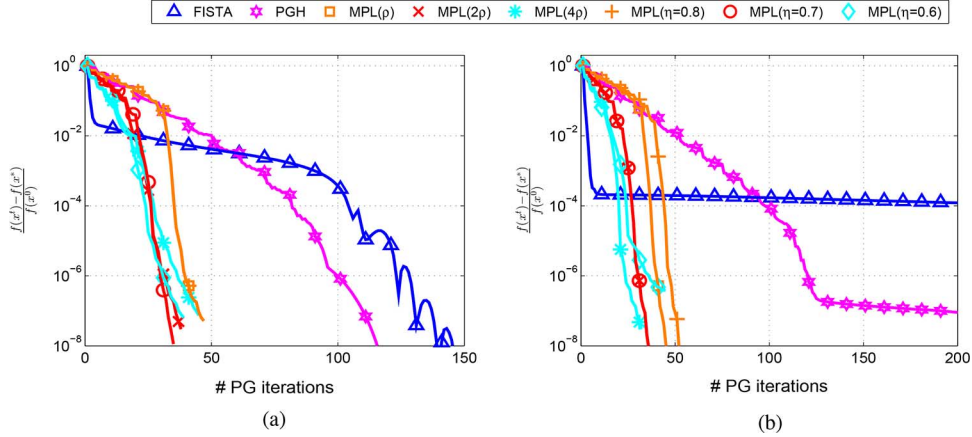 FISTA PGH MPL(ρ) MPL(2ρ) MPL(4ρ) MPL(η=0.8) MPL(η=0.7) MPL(η=0.6)
10^0
10^-2
10^-4
10^-6
10^-8
0 50 100 150
# PG iterations
(a)
10^0
10^-2
10^-4
10^-6
10^-8
0 50 100 150 200
# PG iterations
(b)